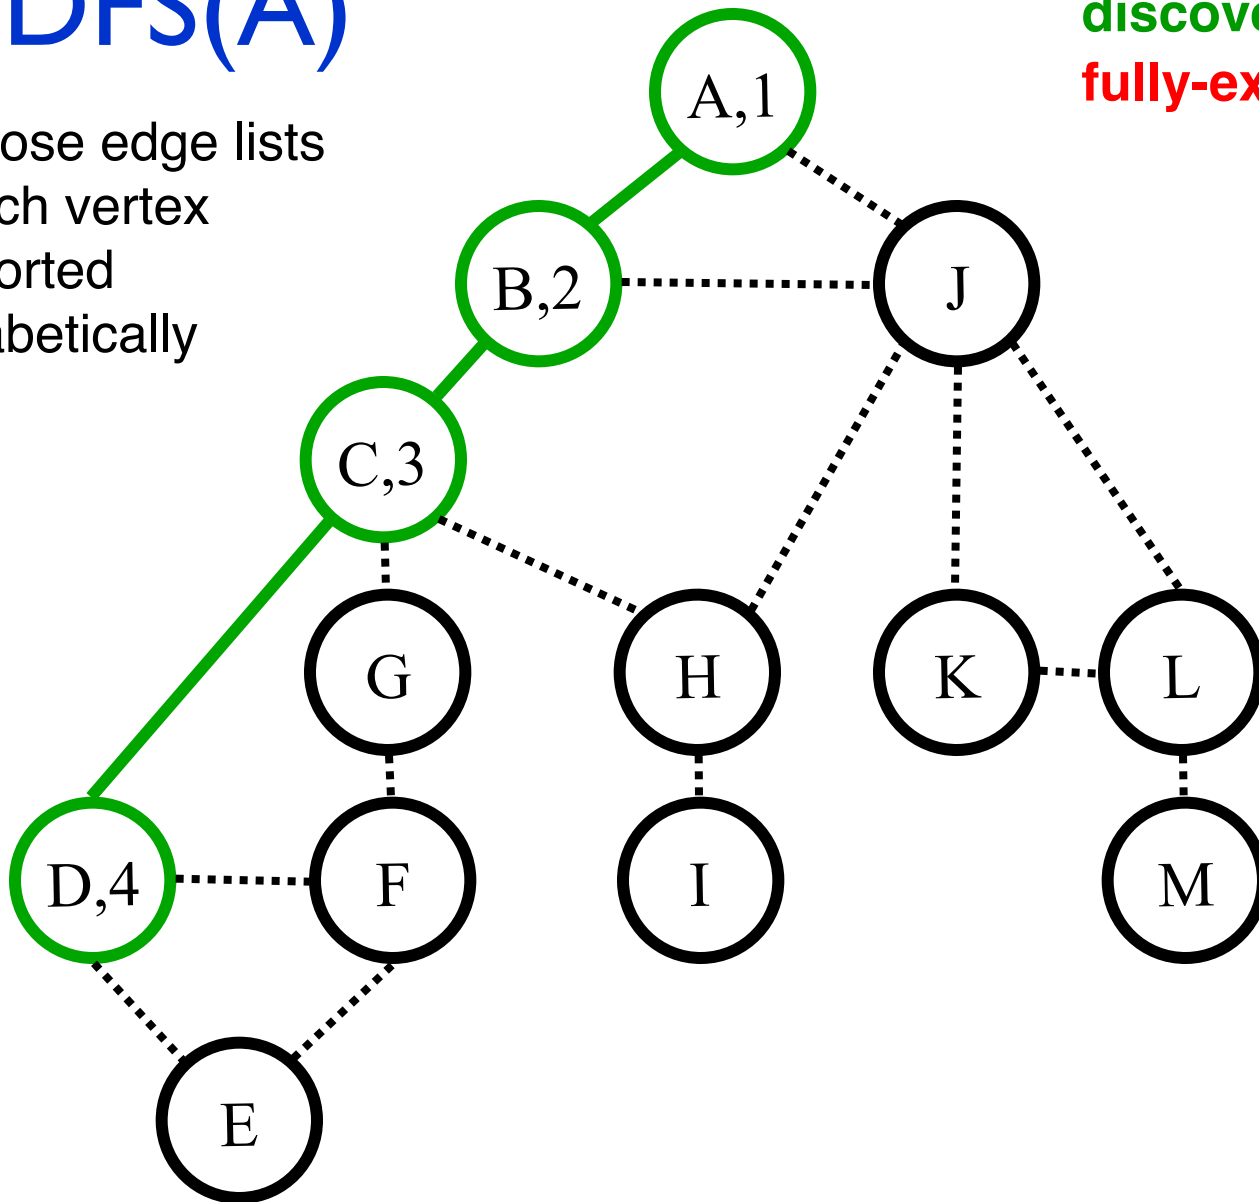 DFS(A)
discove
fully-ex
ose edge lists
ch vertex
orted
abetically
A,1
B,2
J
C,3
G
H
K
L
D,4
F
I
M
E